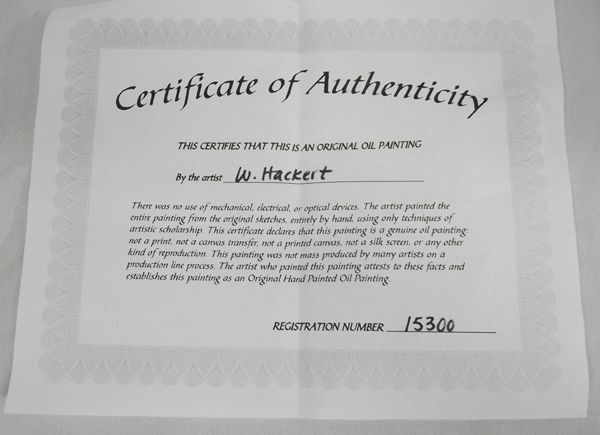 Certificate of Authenticity
THIS CERTIFIES THAT THIS IS AN ORIGINAL OIL PAINTING
By the artist W. Hackert
There was no use of mechanical, electrical, or optical devices. The artist painted the
entire painting from the original sketches, entirely by hand, using only techniques of
artistic scholarship. This certificate declares that this painting is a genuine oil painting;
not a print, not a canvas transfer, not a printed canvas, not a silk screen, or any other
kind of reproduction. This painting was not mass produced by many artists on a
production line process. The artist who painted this painting attests to these facts and
establishes this painting as an Original Hand Painted Oil Painting.
REGISTRATION NUMBER 15300